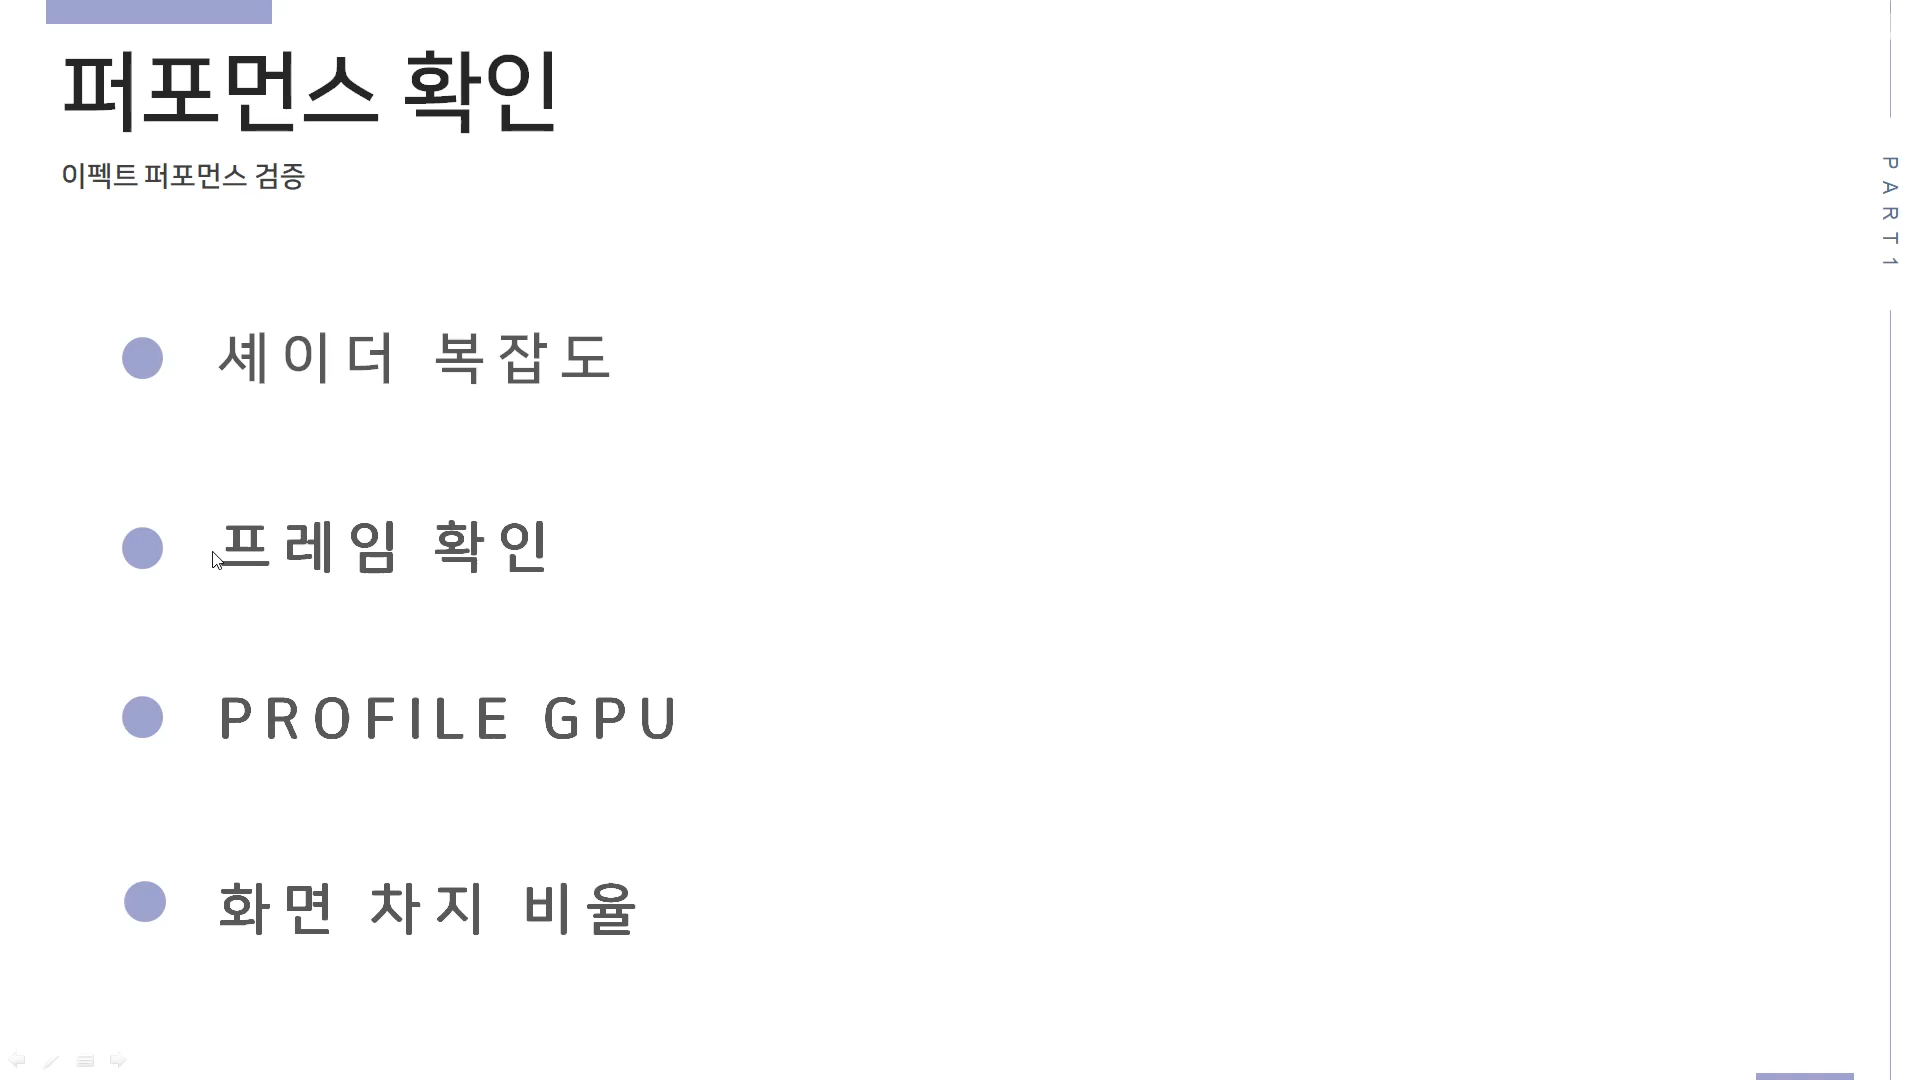 퍼포먼스 확인
이펙트 퍼포먼스 검증
PART1
셰이더 복잡도
프레임 확인
PROFILE GPU
화면 차지 비율